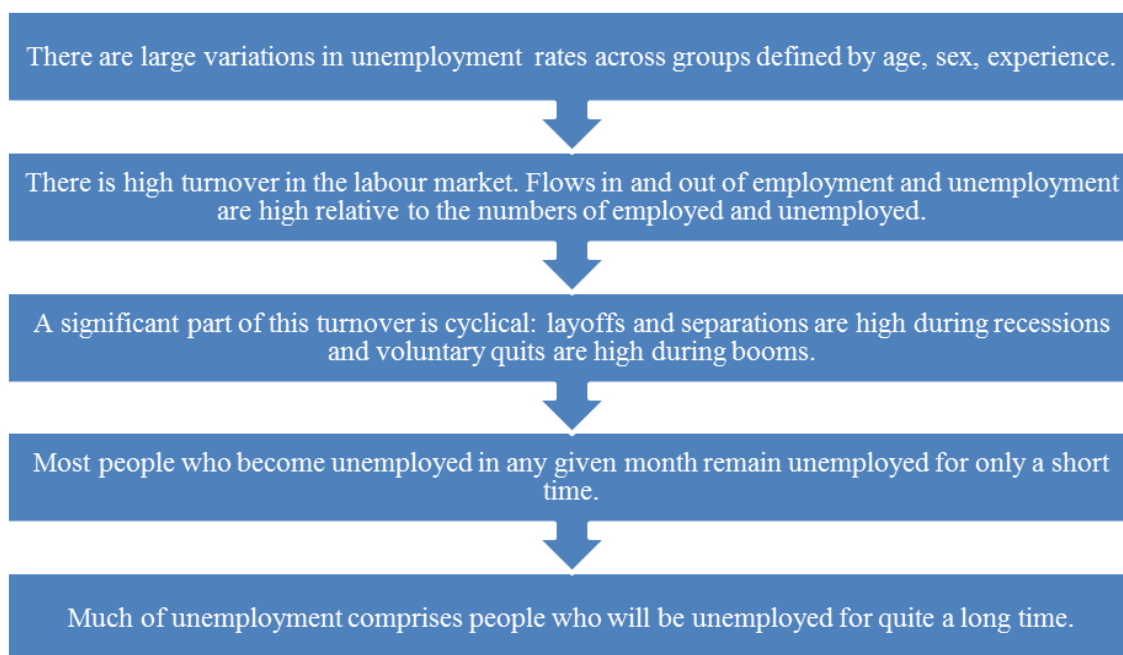 There are large variations in unemployment rates across groups defined by age, sex, experience.
There is high turnover in the labour market. Flows in and out of employment and unemployment
are high relative to the numbers of employed and unemployed.
A significant part of this turnover is cyclical: layoffs and separations are high during recessions
and voluntary quits are high during booms.
Most people who become unemployed in any given month remain unemployed for only a short
time.
Much of unemployment comprises people who will be unemployed for quite a long time.